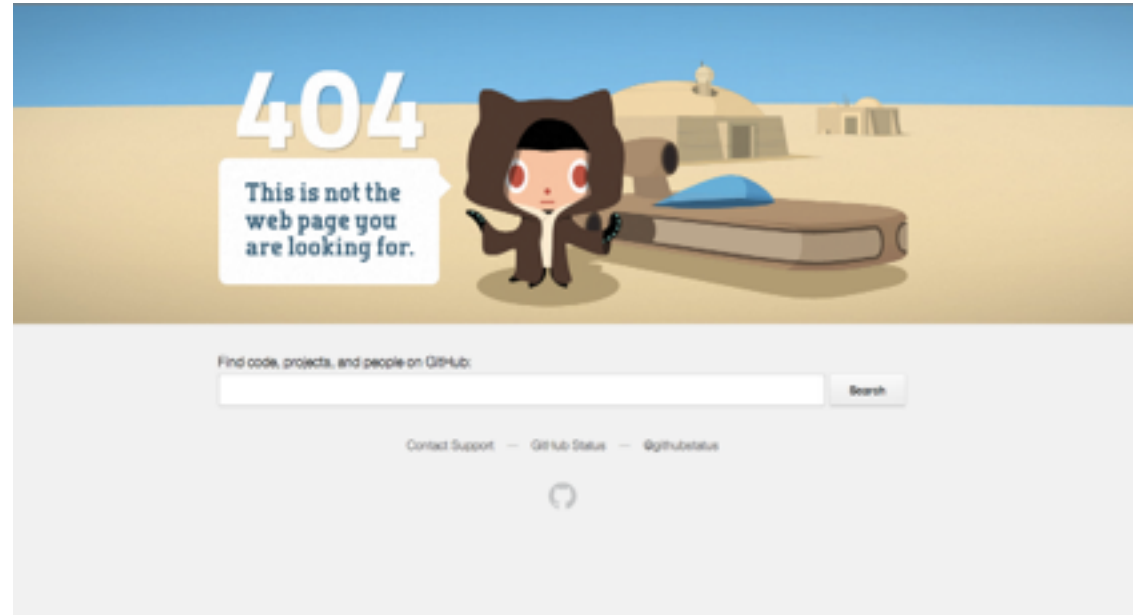 404
This is not the
web page you
are looking for.
Find code, projects, and people on GitHub:
Search
Contact Support — GitHub Status — @githubstatus